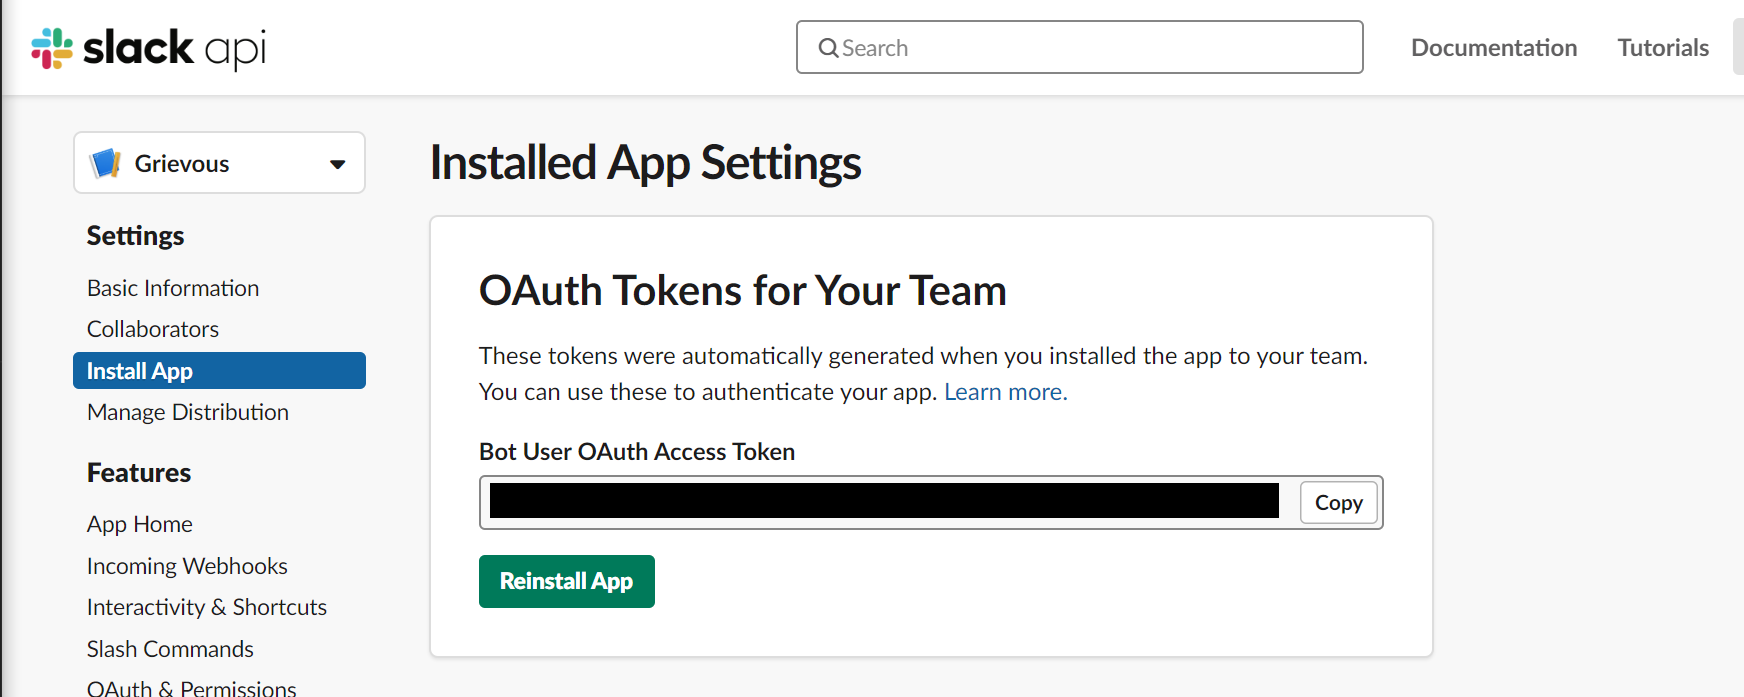 slack api
Search
Documentation
Tutorials
Grievous
Settings
Basic Information
Collaborators
Install App
Manage Distribution
Features
App Home
Incoming Webhooks
Interactivity & Shortcuts
Slash Commands
OAuth & Permissions
Installed App Settings
OAuth Tokens for Your Team
These tokens were automatically generated when you installed the app to your team.
You can use these to authenticate your app. Learn more.
Bot User OAuth Access Token
Copy
Reinstall App